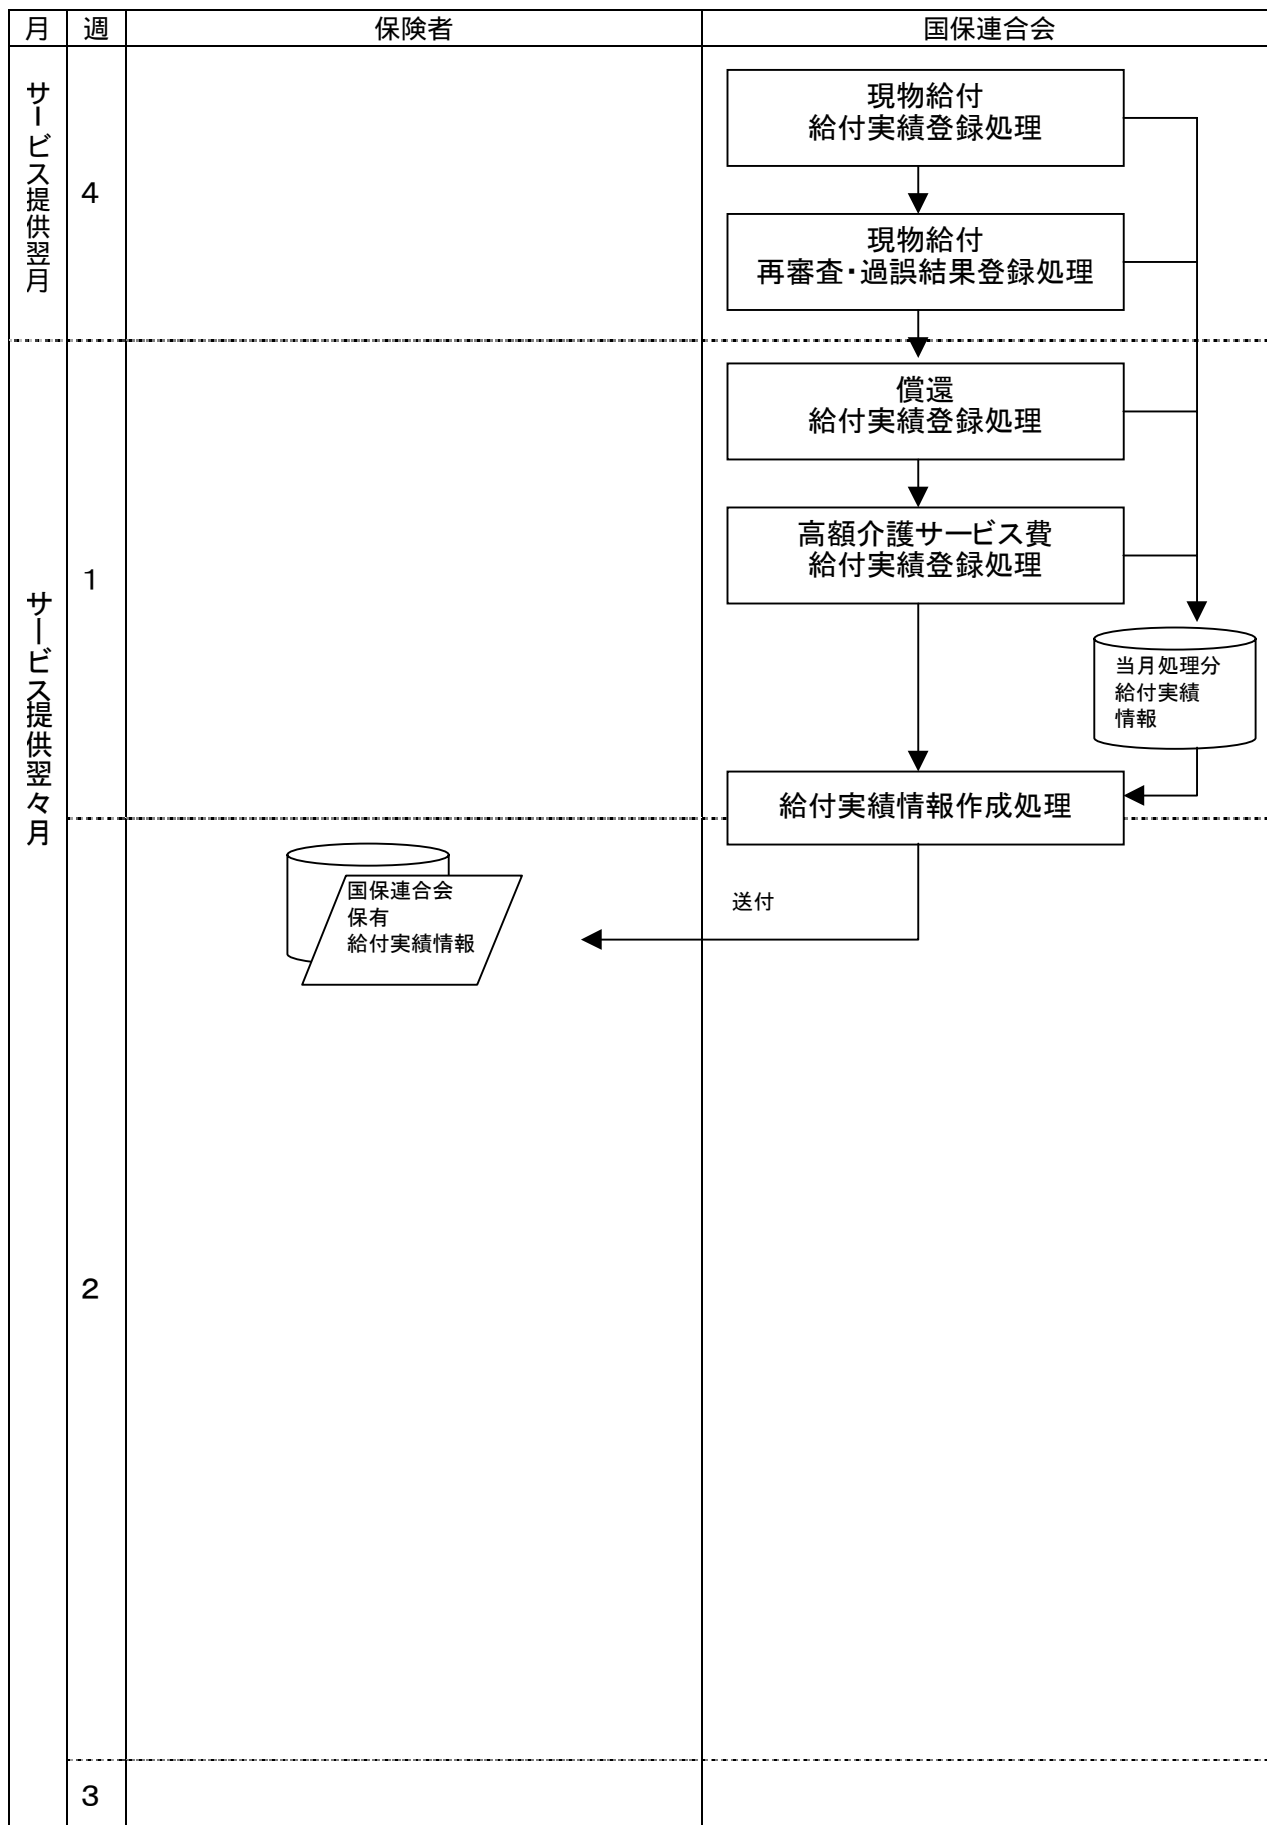 月
週
保険者
国保連合会
サービス提供翌月
4
現物給付
給付実績登録処理
現物給付
再審査・過誤結果登録処理
サービス提供翌々月
1
償還
給付実績登録処理
高額介護サービス費
給付実績登録処理
当月処理分
給付実績
情報
給付実績情報作成処理
国保連合会
保有
給付実績情報
送付
2
3